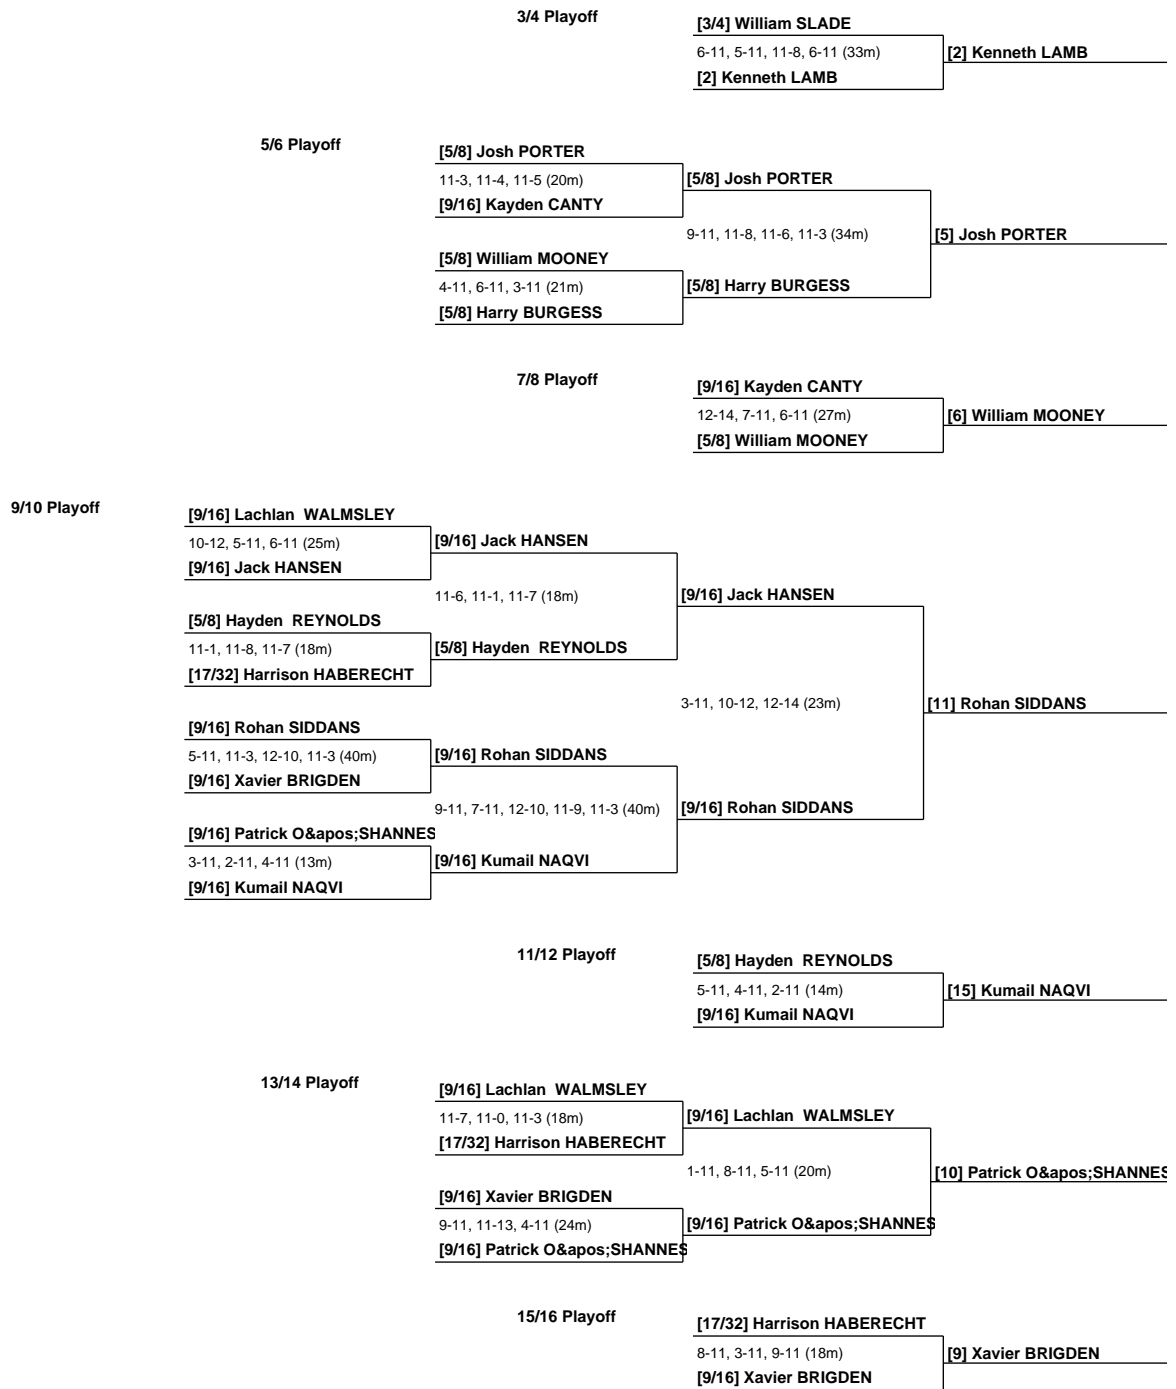 3/4 Playoff
[3/4] William SLADE
6-11, 5-11, 11-8, 6-11 (33m)
[2] Kenneth LAMB
[2] Kenneth LAMB
5/6 Playoff
[5/8] Josh PORTER
11-3, 11-4, 11-5 (20m)
[5/8] Josh PORTER
[9/16] Kayden CANTY
9-11, 11-8, 11-6, 11-3 (34m)
[5] Josh PORTER
[5/8] William MOONEY
4-11, 6-11, 3-11 (21m)
[5/8] Harry BURGESS
[5/8] Harry BURGESS
7/8 Playoff
[9/16] Kayden CANTY
12-14, 7-11, 6-11 (27m)
[6] William MOONEY
[5/8] William MOONEY
9/10 Playoff
[9/16] Lachlan  WALMSLEY
10-12, 5-11, 6-11 (25m)
[9/16] Jack HANSEN
[9/16] Jack HANSEN
11-6, 11-1, 11-7 (18m)
[9/16] Jack HANSEN
[5/8] Hayden  REYNOLDS
11-1, 11-8, 11-7 (18m)
[5/8] Hayden  REYNOLDS
[17/32] Harrison HABERECHT
3-11, 10-12, 12-14 (23m)
[11] Rohan SIDDANS
[9/16] Rohan SIDDANS
5-11, 11-3, 12-10, 11-3 (40m)
[9/16] Rohan SIDDANS
[9/16] Xavier BRIGDEN
9-11, 7-11, 12-10, 11-9, 11-3 (40m)
[9/16] Rohan SIDDANS
[9/16] Patrick O&apos;SHANNES
3-11, 2-11, 4-11 (13m)
[9/16] Kumail NAQVI
[9/16] Kumail NAQVI
11/12 Playoff
[5/8] Hayden  REYNOLDS
5-11, 4-11, 2-11 (14m)
[15] Kumail NAQVI
[9/16] Kumail NAQVI
13/14 Playoff
[9/16] Lachlan  WALMSLEY
11-7, 11-0, 11-3 (18m)
[9/16] Lachlan  WALMSLEY
[17/32] Harrison HABERECHT
1-11, 8-11, 5-11 (20m)
[10] Patrick O&apos;SHANNES
[9/16] Xavier BRIGDEN
9-11, 11-13, 4-11 (24m)
[9/16] Patrick O&apos;SHANNES
[9/16] Patrick O&apos;SHANNES
15/16 Playoff
[17/32] Harrison HABERECHT
8-11, 3-11, 9-11 (18m)
[9] Xavier BRIGDEN
[9/16] Xavier BRIGDEN